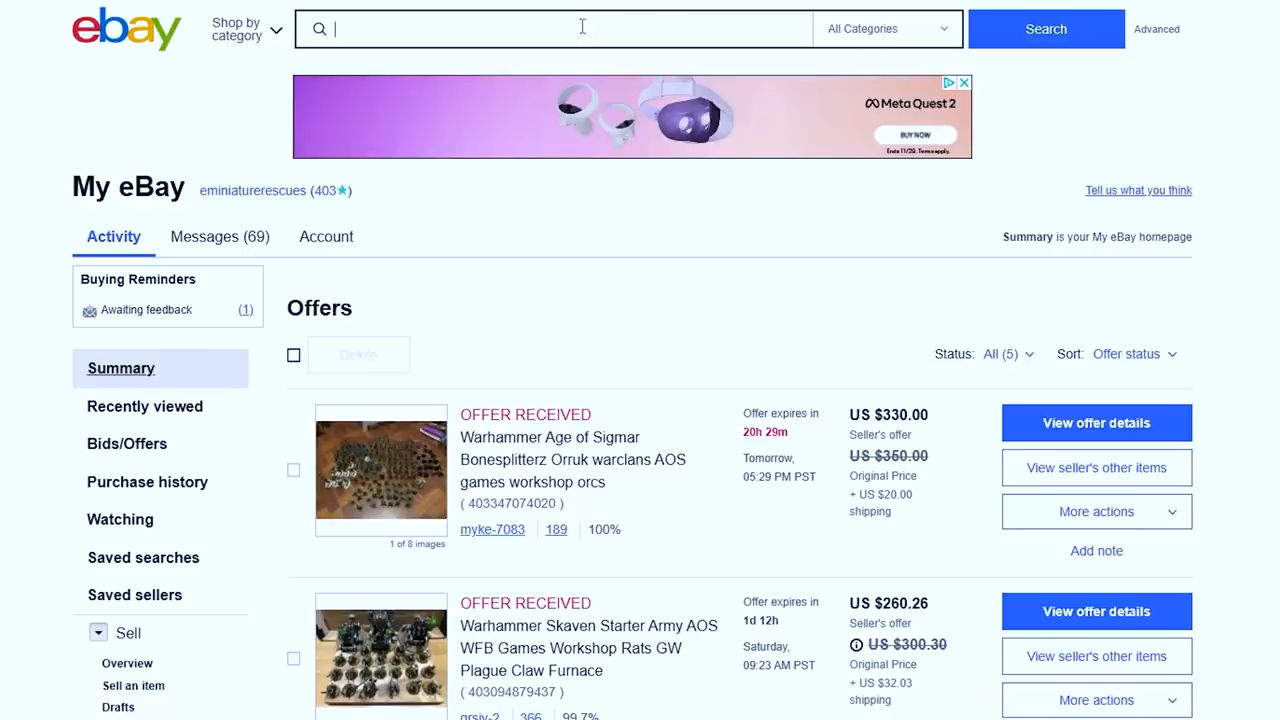 ebay
Shop by
category
All Categories
Search
Advanced
Meta Quest 2
BUY NOW
Ends 11/29. Terms apply.
My eBay
eminiaturerescues (403★)
Tell us what you think
Activity
Messages (69)
Account
Summary is your My eBay homepage
Buying Reminders
Awaiting feedback
(1)
Summary
Recently viewed
Bids/Offers
Purchase history
Watching
Saved searches
Saved sellers
Sell
Overview
Sell an item
Drafts
Offers
Delete
Status: All (5)
Sort: Offer status
OFFER RECEIVED
Warhammer Age of Sigmar
Bonesplitterz Orruk warclans AOS
games workshop orcs
( 403347074020 )
myke-7083 189 100%
1 of 8 images
Offer expires in
20h 29m
Tomorrow,
05:29 PM PST
US $330.00
Seller's offer
US $350.00
Original Price
+ US $20.00
shipping
View offer details
View seller's other items
More actions
Add note
OFFER RECEIVED
Warhammer Skaven Starter Army AOS
WFB Games Workshop Rats GW
Plague Claw Furnace
( 403094879437 )
366 99.7%
Offer expires in
1d 12h
Saturday,
09:23 AM PST
US $260.26
Seller's offer
US $300.30
Original Price
+ US $32.03
shipping
View offer details
View seller's other items
More actions